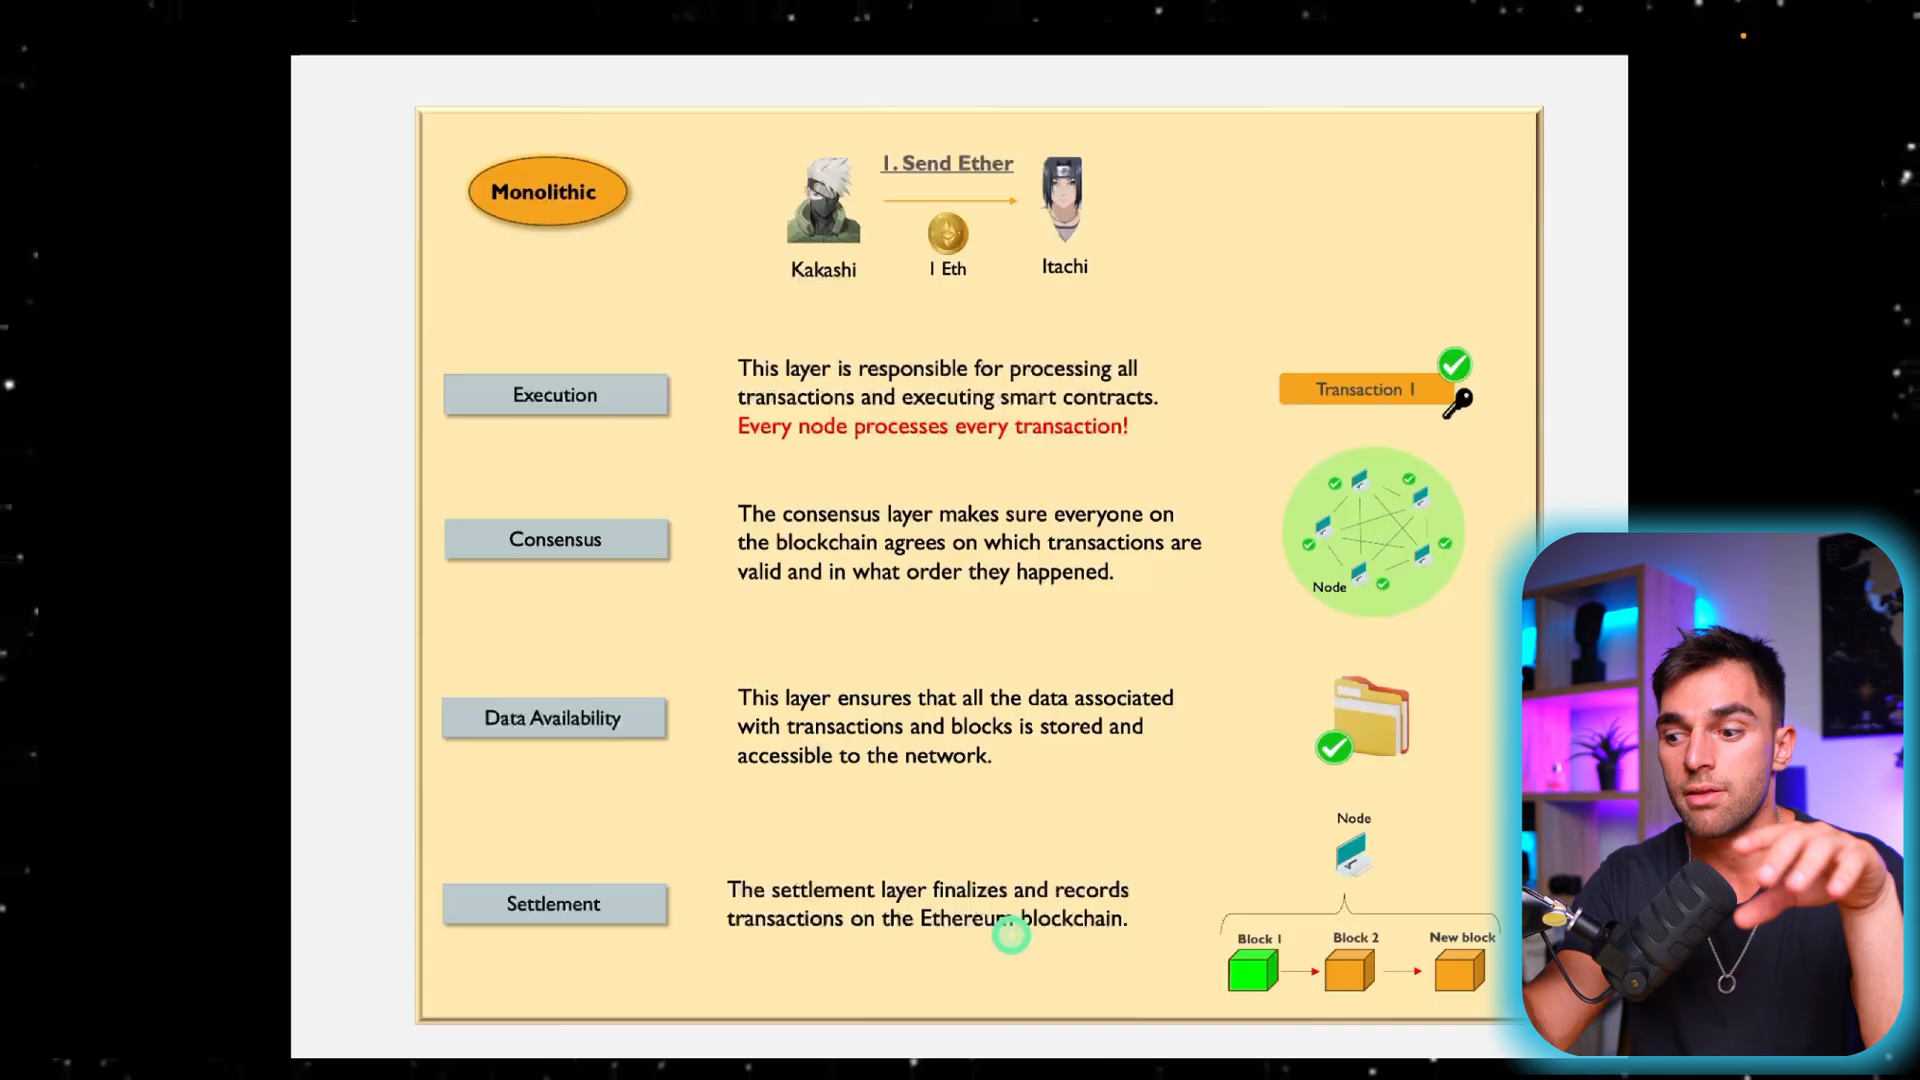 Monolithic
1. Send Ether
Kakashi
1 Eth
Itachi
Execution
This layer is responsible for processing all
transactions and executing smart contracts.
Every node processes every transaction!
Transaction 1
Consensus
The consensus layer makes sure everyone on
the blockchain agrees on which transactions are
valid and in what order they happened.
Node
Data Availability
This layer ensures that all the data associated
with transactions and blocks is stored and
accessible to the network.
Node
Settlement
The settlement layer finalizes and records
transactions on the Ethereum blockchain.
Block 1
Block 2
New block